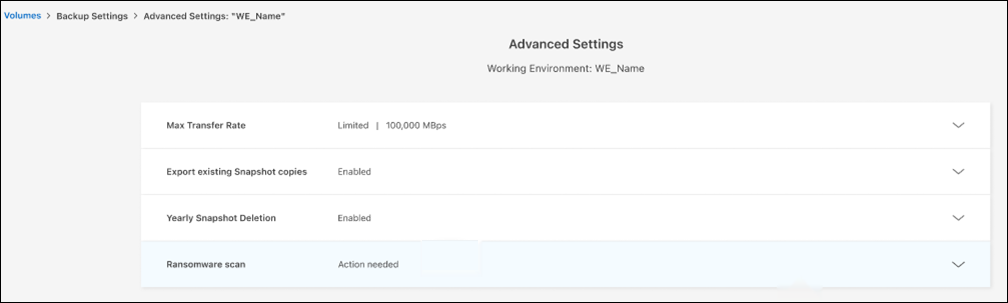 Volumes > Backup Settings > Advanced Settings: "WE_Name"
Advanced Settings
Working Environment: WE_Name
Max Transfer Rate Limited | 100,000 MBps
Export existing Snapshot copies Enabled
Yearly Snapshot Deletion Enabled
Ransomware scan Action needed